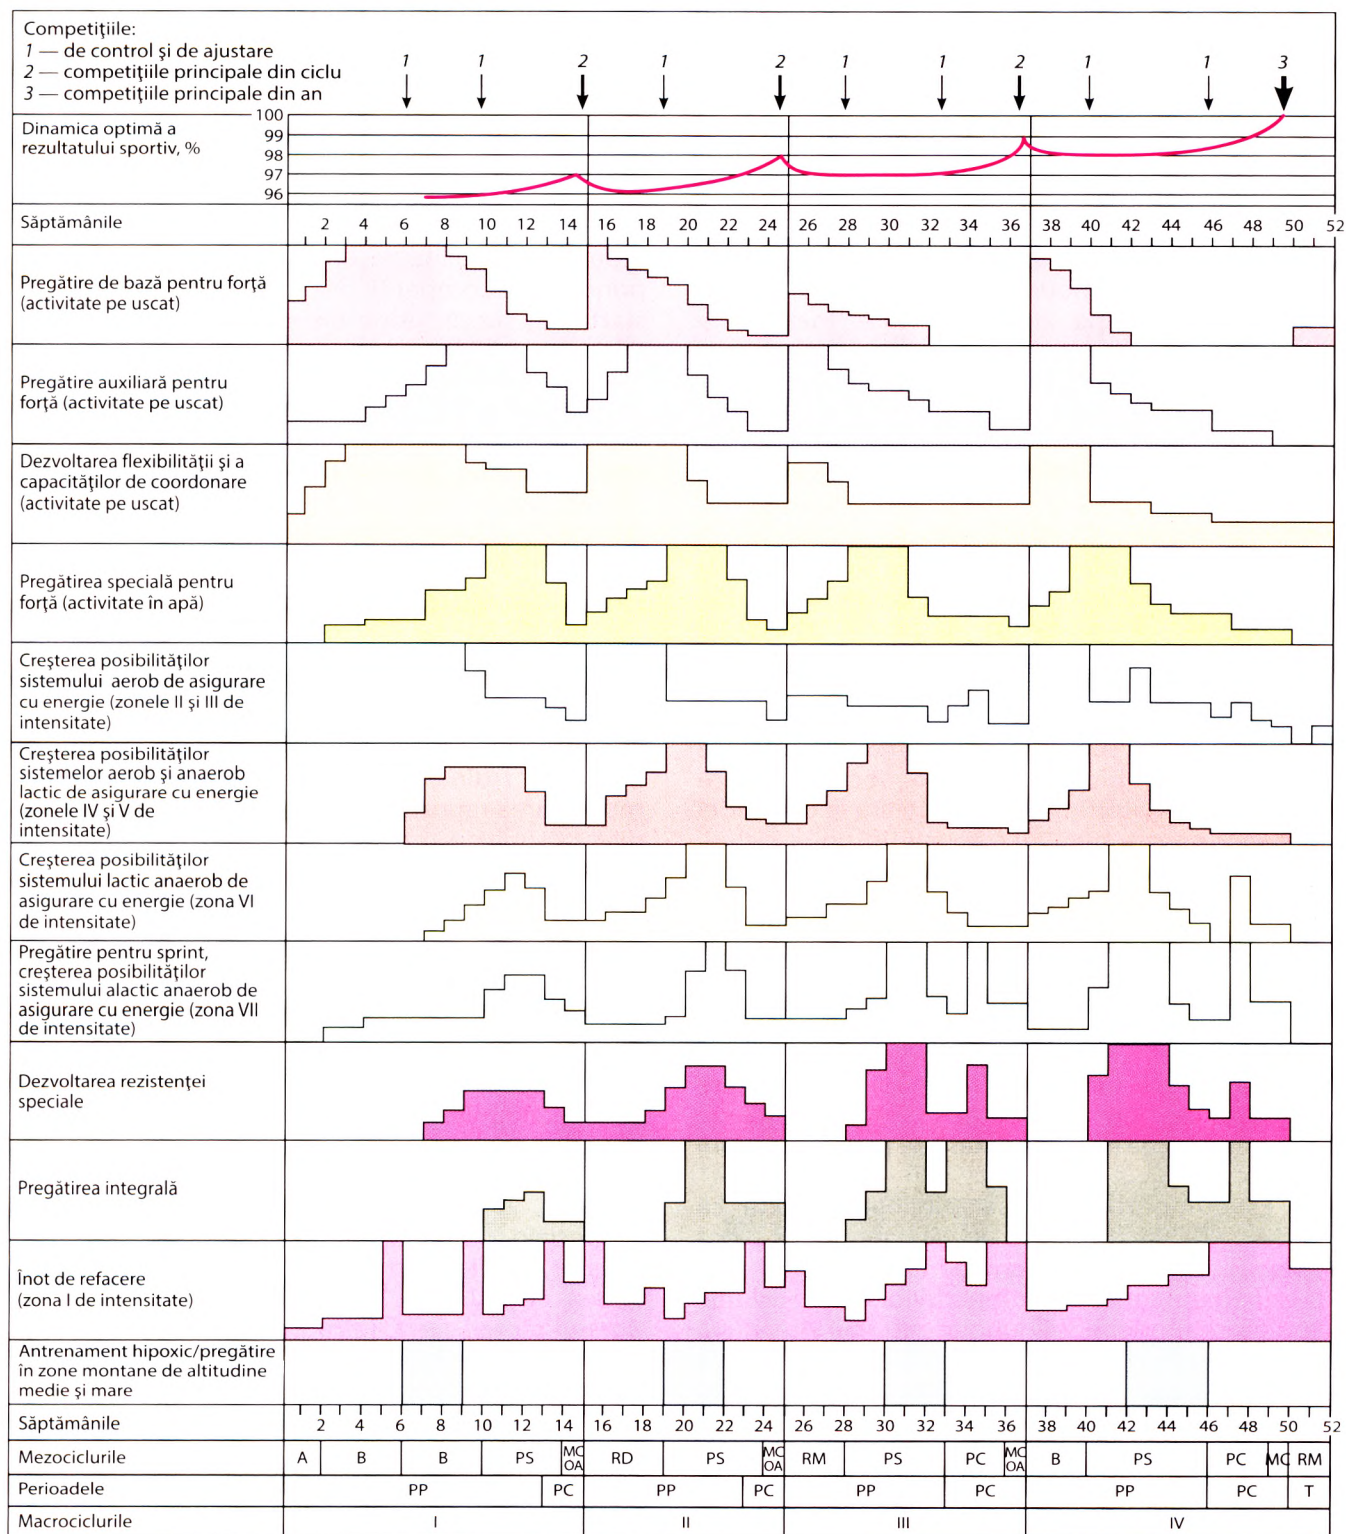 Competițiile:
1 — de control și de ajustare
2 — competițiile principale din ciclu
3 — competițiile principale din an
1 1 2 1 2 1 1 2 1 1 3
Dinamica optimă a
rezultatului sportiv, %
100
99
98
97
96
Săptămânile
2 4 6 8 10 12 14 16 18 20 22 24 26 28 30 32 34 36 38 40 42 44 46 48 50 52
Pregătire de bază pentru forță
(activitate pe uscat)
Pregătire auxiliară pentru
forță (activitate pe uscat)
Dezvoltarea flexibilității și a
capacităților de coordonare
(activitate pe uscat)
Pregătirea specială pentru
forță (activitate în apă)
Creșterea posibilităților
sistemului aerob de asigurare
cu energie (zonele II și III de
intensitate)
Creșterea posibilităților
sistemelor aerob și anaerob
lactic de asigurare cu energie
(zonele IV și V de
intensitate)
Creșterea posibilităților
sistemului lactic anaerob de
asigurare cu energie (zona VI
de intensitate)
Pregătire pentru sprint,
creșterea posibilităților
sistemului alactic anaerob de
asigurare cu energie (zona VII
de intensitate)
Dezvoltarea rezistenței
speciale
Pregătirea integrală
Înot de refacere
(zona I de intensitate)
Antrenament hipoxic/pregătire
în zone montane de altitudine
medie și mare
Săptămânile
2 4 6 8 10 12 14 16 18 20 22 24 26 28 30 32 34 36 38 40 42 44 46 48 50 52
Mezociclurile A B B PS MC OA RD PS MC OA RM PS PC MC OA B PS PC MC RM
Perioadele PP PC PP PC PP PC PP PC T
Macrociclurile I II III IV